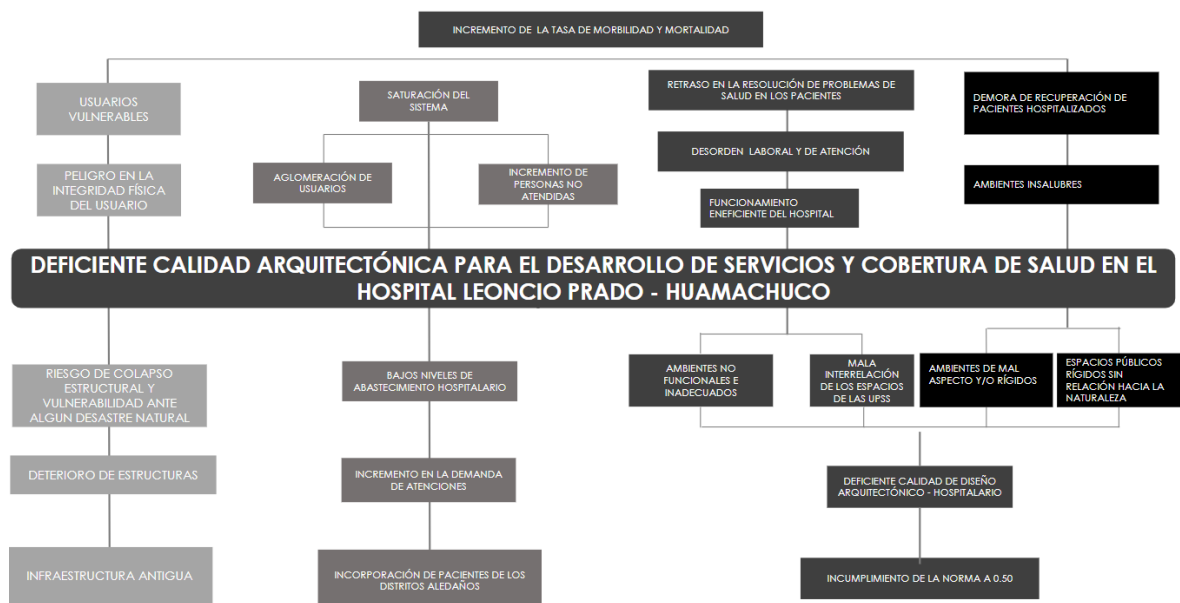 INCREMENTO DE LA TASA DE MORBILIDAD Y MORTALIDAD
USUARIOS
VULNERABLES
SATURACIÓN DEL
SISTEMA
RETRASO EN LA RESOLUCIÓN DE PROBLEMAS DE
SALUD EN LOS PACIENTES
DEMORA DE RECUPERACIÓN DE
PACIENTES HOSPITALIZADOS
PELIGRO EN LA
INTEGRIDAD FÍSICA
DEL USUARIO
AGLOMERACIÓN DE
USUARIOS
INCREMENTO DE
PERSONAS NO
ATENDIDAS
DESORDEN LABORAL Y DE ATENCIÓN
FUNCIONAMIENTO
ENEFICIENTE DEL HOSPITAL
AMBIENTES INSALUBRES
DEFICIENTE CALIDAD ARQUITECTÓNICA PARA EL DESARROLLO DE SERVICIOS Y COBERTURA DE SALUD EN EL
HOSPITAL LEONCIO PRADO - HUAMACHUCO
RIESGO DE COLAPSO
ESTRUCTURAL Y
VULNERABILIDAD ANTE
ALGUN DESASTRE NATURAL
BAJOS NIVELES DE
ABASTECIMIENTO HOSPITALARIO
AMBIENTES NO
FUNCIONALES E
INADECUADOS
MALA
INTERRELACIÓN DE
LOS ESPACIOS
DE LAS UPSS
AMBIENTES DE MAL
ASPECTO Y/O RÍGIDOS
ESPACIOS PÚBLICOS
RÍGIDOS SIN
RELACIÓN HACIA LA
NATURALEZA
DETERIORO DE ESTRUCTURAS
INCREMENTO EN LA DEMANDA
DE ATENCIONES
DEFICIENTE CALIDAD DE DISEÑO
ARQUITECTÓNICO - HOSPITALARIO
INFRAESTRUCTURA ANTIGUA
INCORPORACIÓN DE PACIENTES DE LOS
DISTRITOS ALEDAÑOS
INCUMPLIMIENTO DE LA NORMA A 0.50